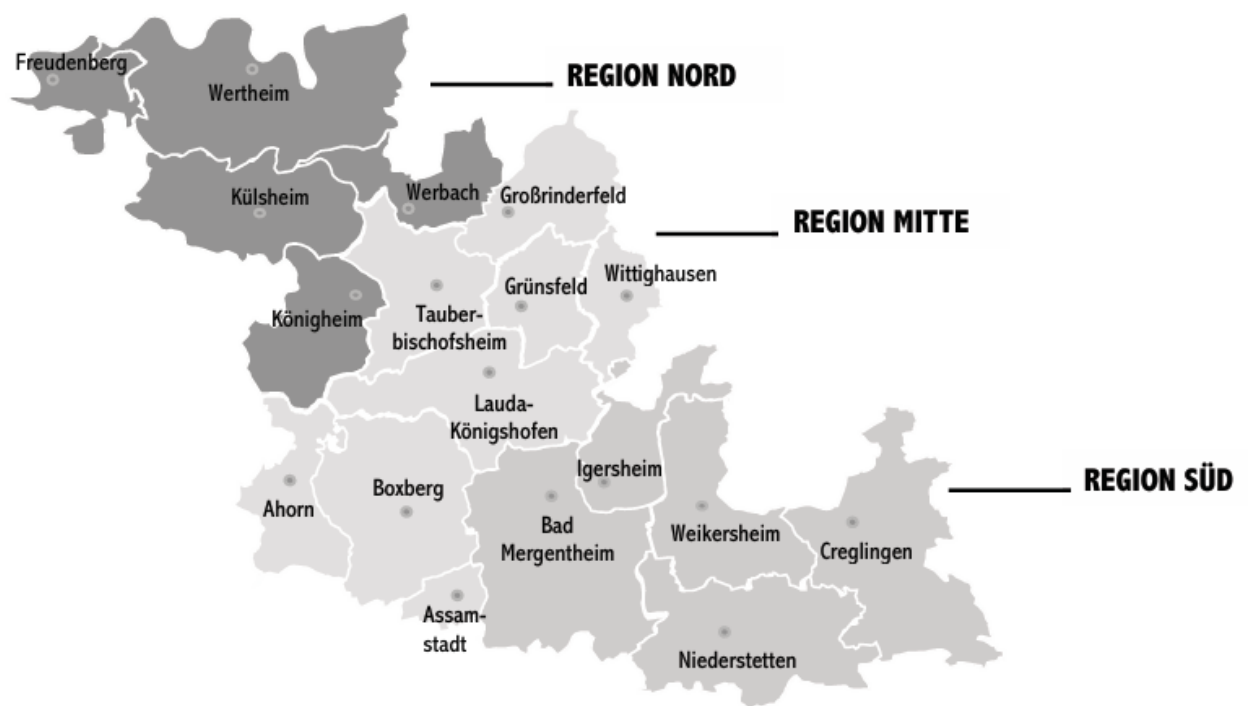 Freudenberg
Wertheim
REGION NORD
Külsheim
Werbach
Großrinderfeld
REGION MITTE
Königheim
Tauber-
bischofsheim
Grünsfeld
Wittighausen
Lauda-
Königshofen
Igersheim
REGION SÜD
Ahorn
Boxberg
Bad
Mergentheim
Weikersheim
Creglingen
Assam-
stadt
Niederstetten